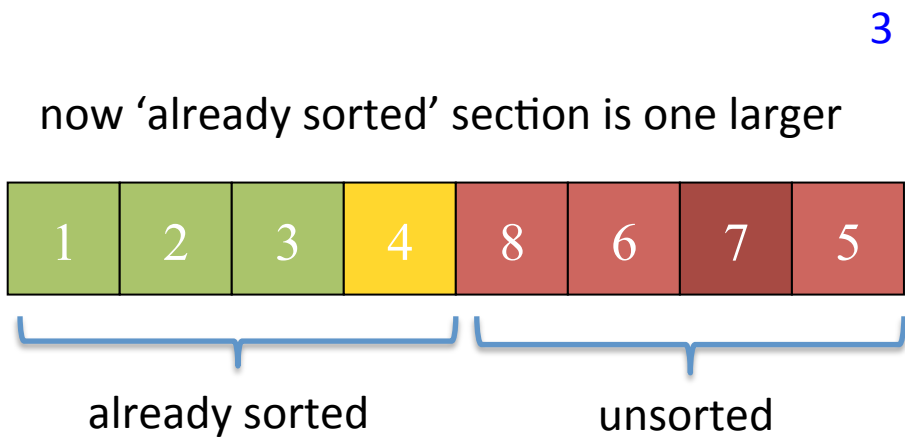 3
now ‘already sorted’ section is one larger
1 2 3 4 8 6 7 5
already sorted unsorted